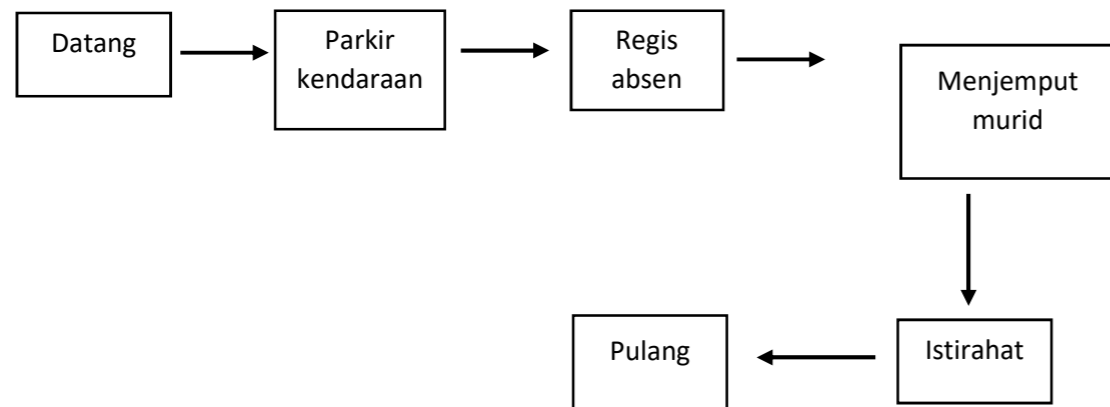 Datang
Parkir
kendaraan
Regis
absen
Menjemput
murid
Istirahat
Pulang